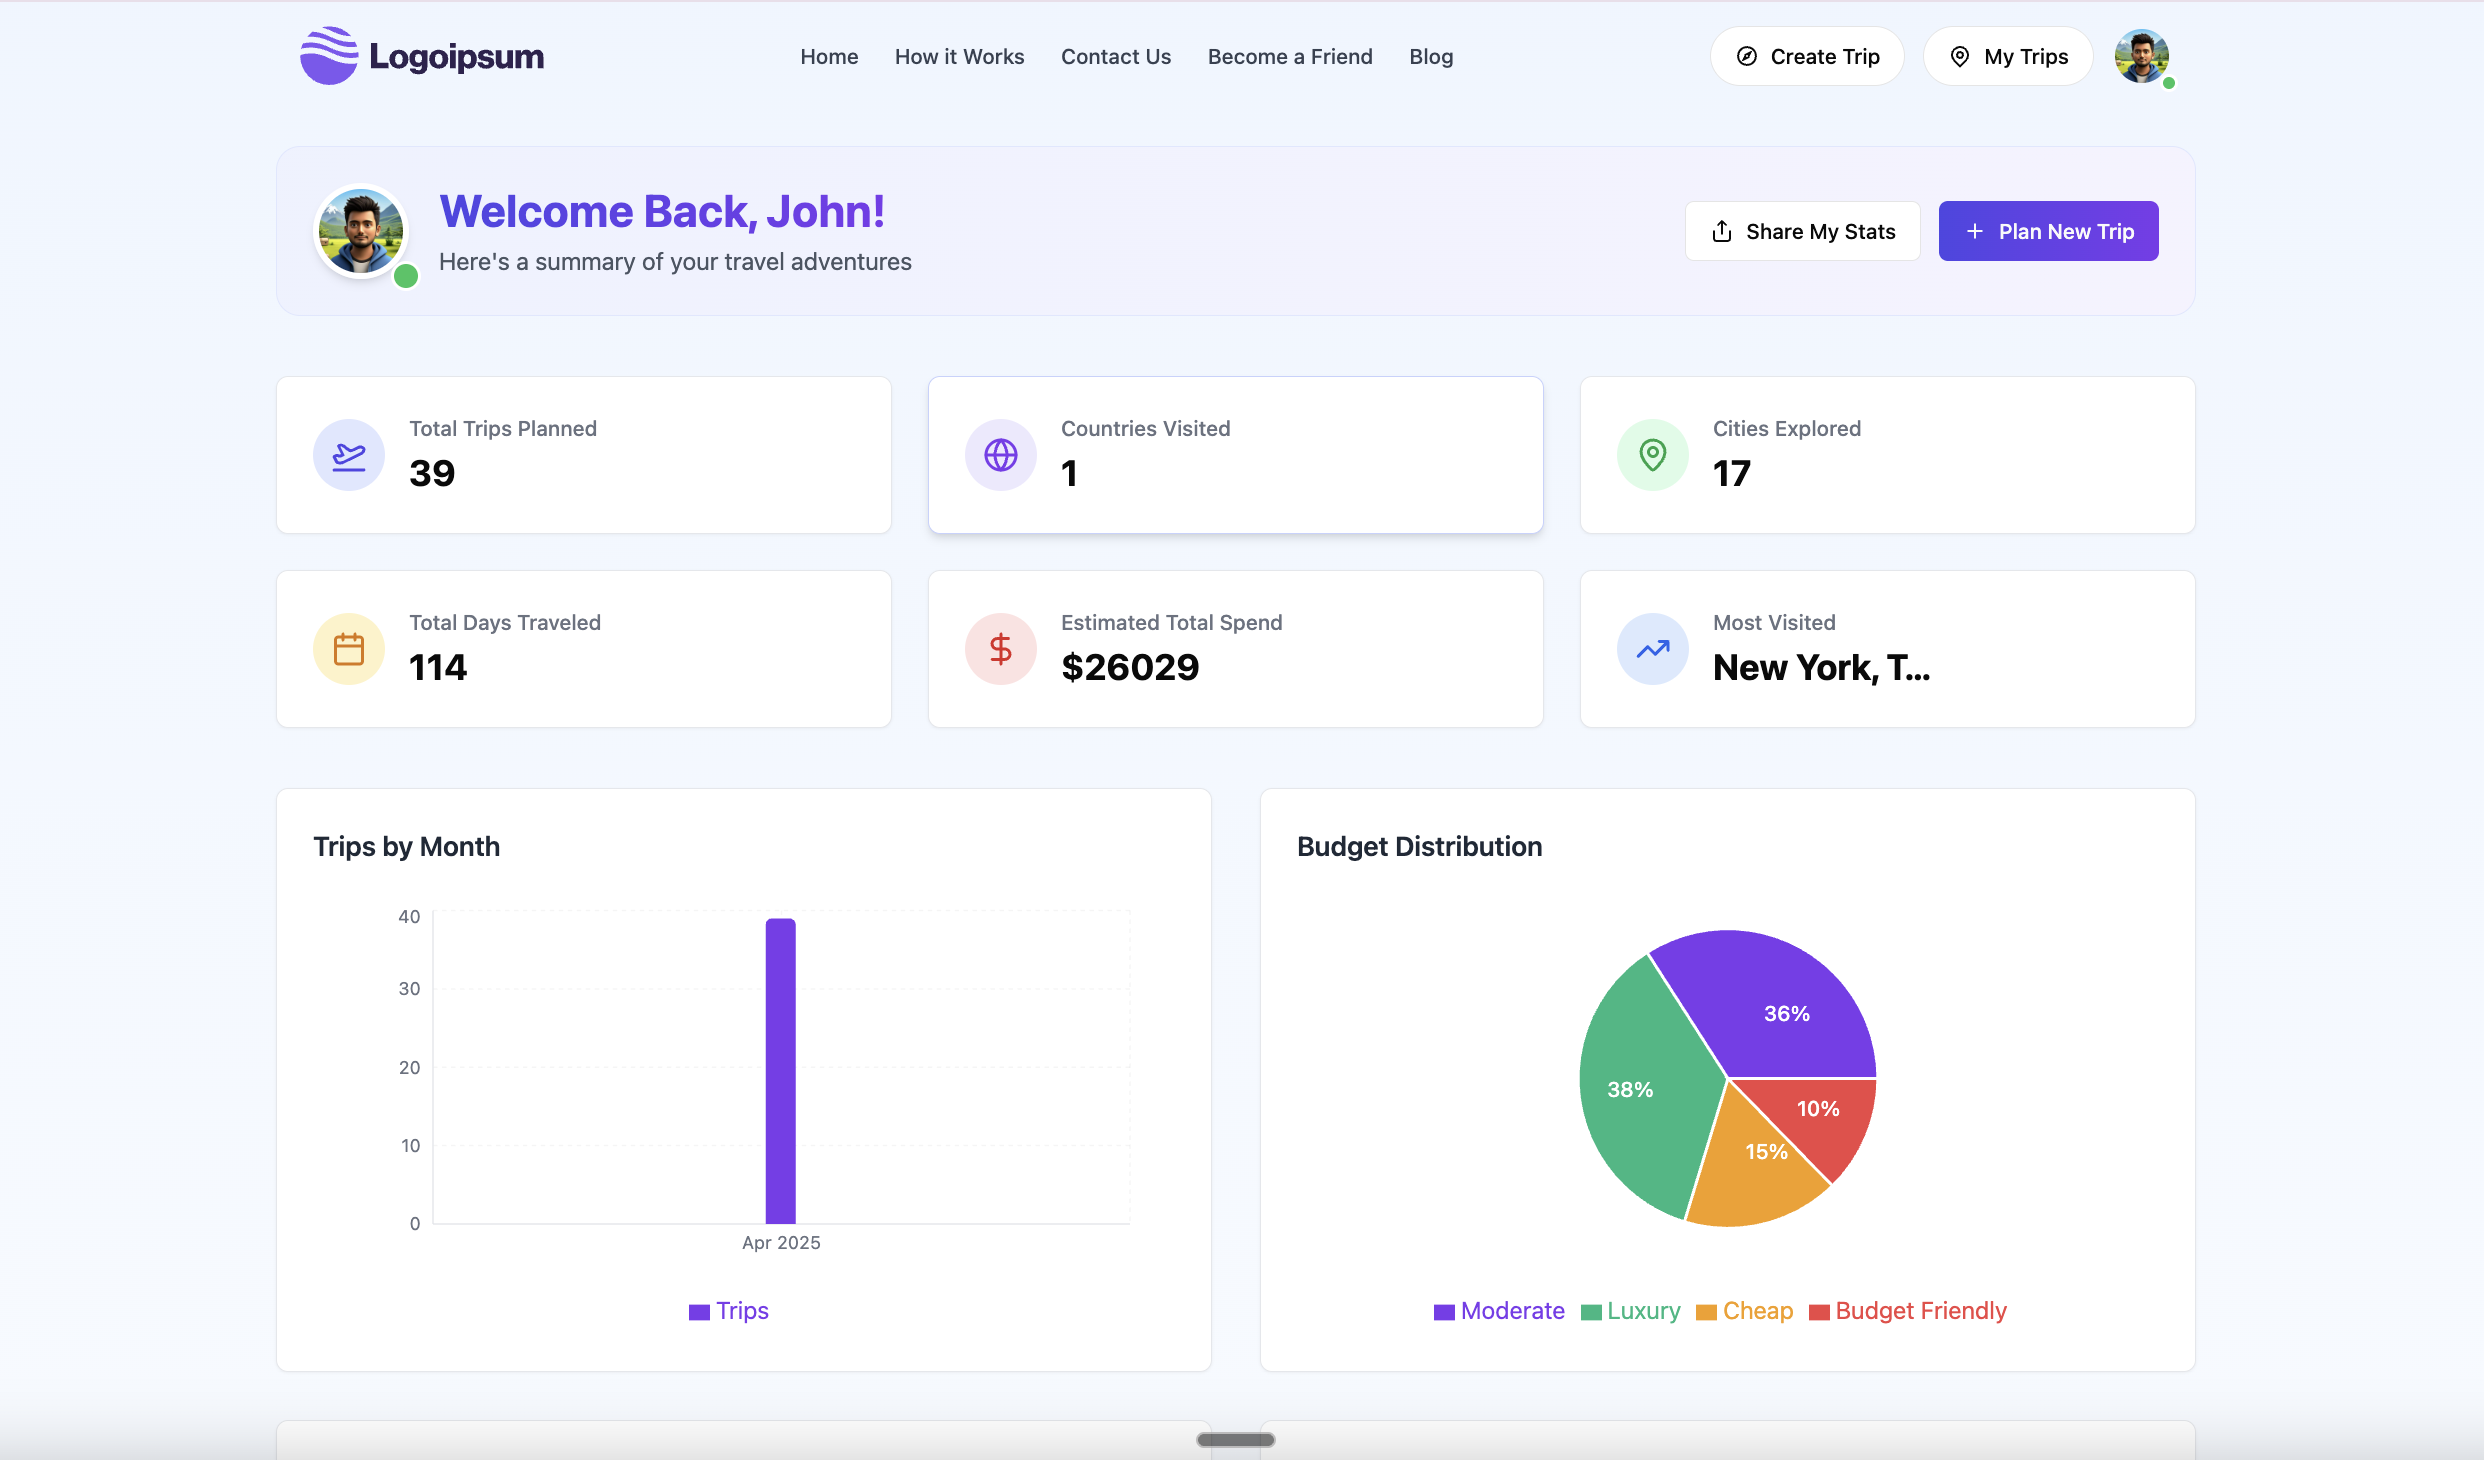 Logoipsum
Home
How it Works
Contact Us
Become a Friend
Blog
Create Trip
My Trips
Welcome Back, John!
Here's a summary of your travel adventures
Share My Stats
Plan New Trip
Total Trips Planned
39
Countries Visited
1
Cities Explored
17
Total Days Traveled
114
Estimated Total Spend
$26029
Most Visited
New York, T...
Trips by Month
40
30
20
10
0
Apr 2025
Trips
Budget Distribution
36%
38%
10%
15%
Moderate
Luxury
Cheap
Budget Friendly